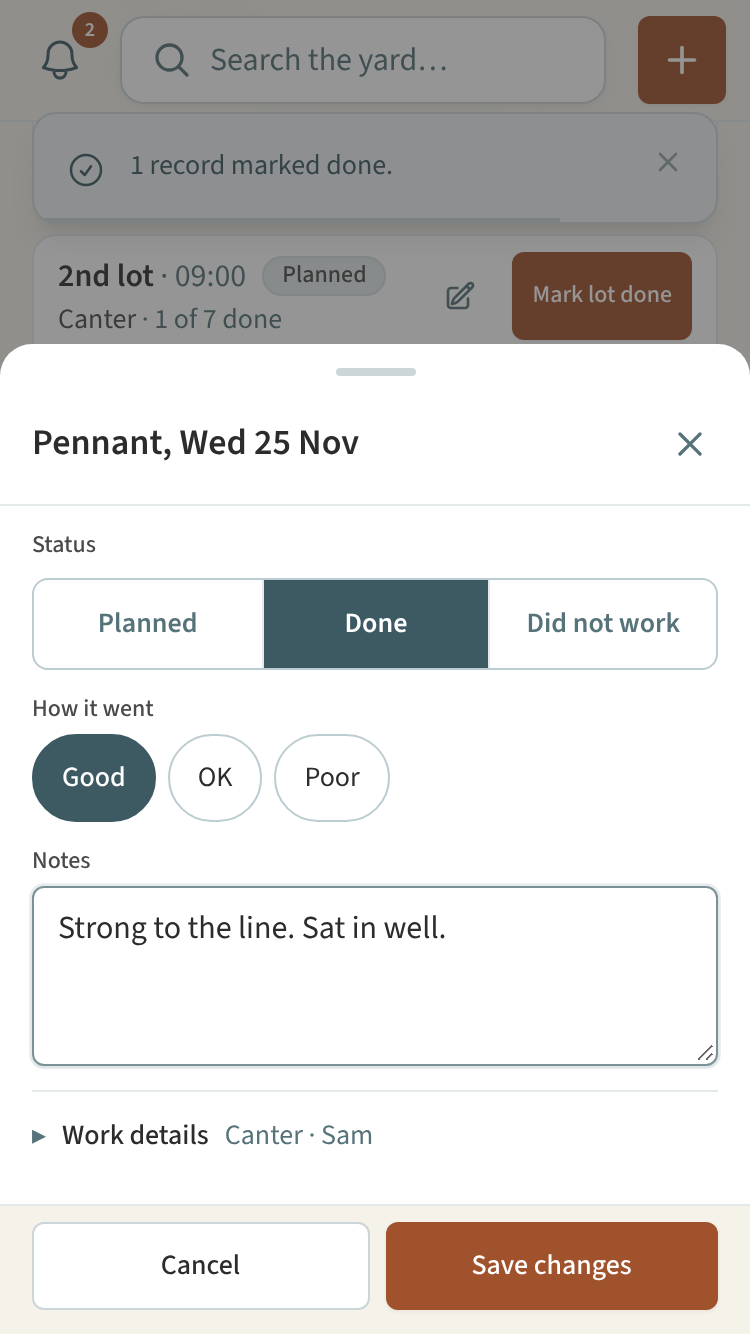 2
Search the yard…
1 record marked done.
2nd lot · 09:00 Planned
Mark lot done
Canter · 1 of 7 done
Pennant, Wed 25 Nov
Status
Planned Done Did not work
How it went
Good OK Poor
Notes
Strong to the line. Sat in well.
Work details Canter · Sam
Cancel Save changes